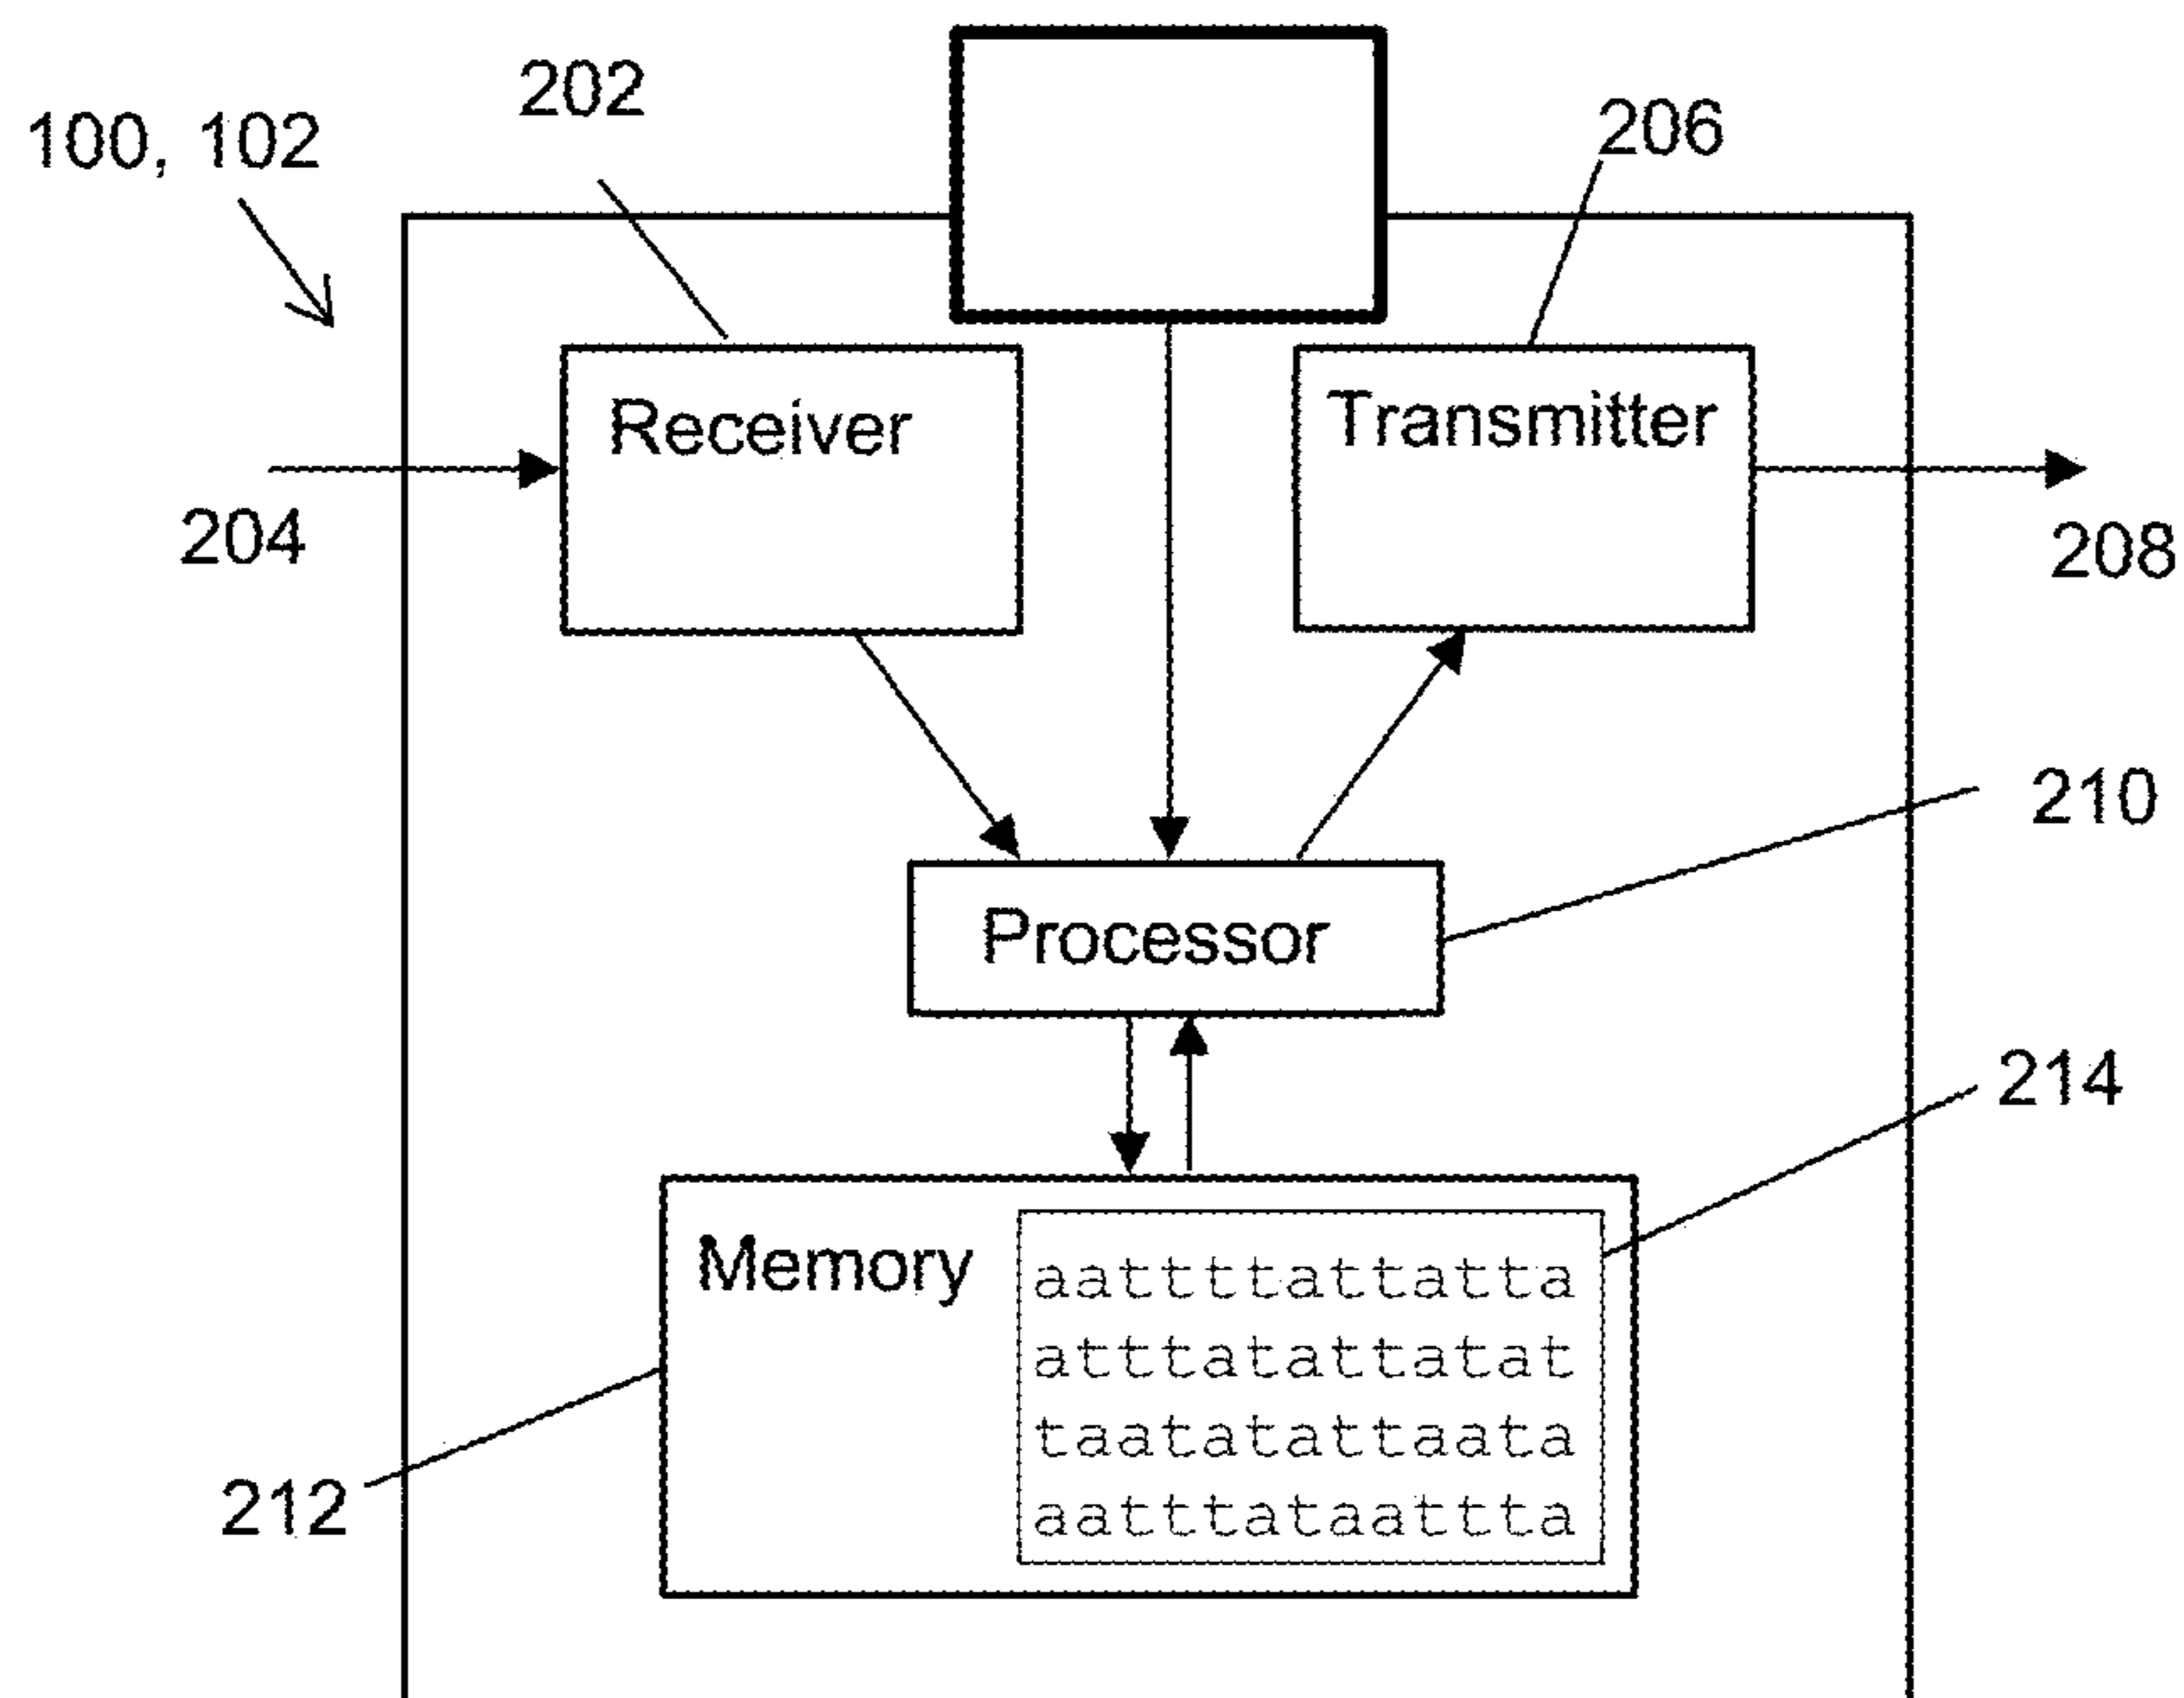 202
100, 102
206
Receiver
Transmitter
204
208
210
Processor
214
Memory
aattttattatta
atttatattatat
taatatattaata
aatttataattta
212